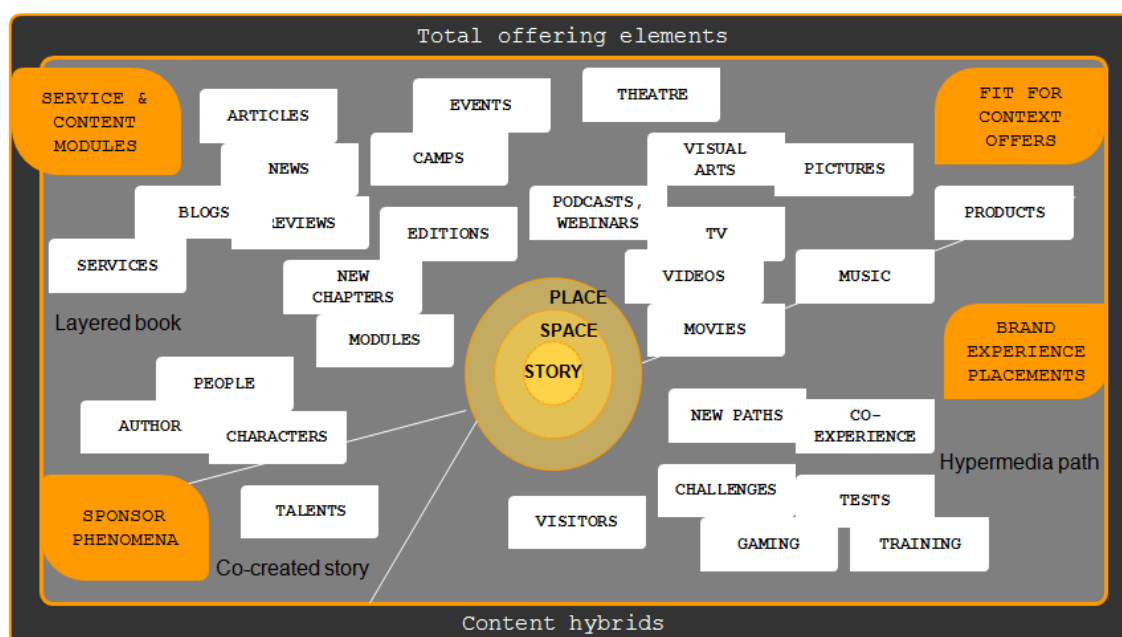 Total offering elements
SERVICE &
CONTENT
MODULES
ARTICLES
EVENTS
THEATRE
FIT FOR
CONTEXT
OFFERS
NEWS
CAMPS
VISUAL
ARTS
PICTURES
BLOGS
REVIEWS
EDITIONS
PODCASTS,
WEBINARS
TV
PRODUCTS
SERVICES
NEW
CHAPTERS
VIDEOS
MUSIC
Layered book
MODULES
PLACE
SPACE
STORY
MOVIES
BRAND
EXPERIENCE
PLACEMENTS
PEOPLE
AUTHOR
CHARACTERS
NEW PATHS
CO-
EXPERIENCE
Hypermedia path
SPONSOR
PHENOMENA
TALENTS
VISITORS
CHALLENGES
TESTS
GAMING
TRAINING
Co-created story
Content hybrids